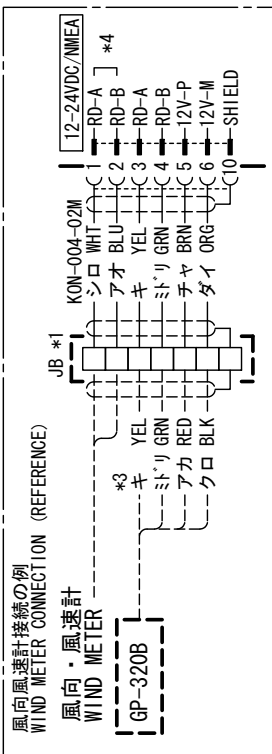 風向風速計接続の例
WIND METER CONNECTION (REFERENCE)
12-24VDC/NMEA
*4
KON-004-02M
JB *1
風向・風速計
WIND METER
シロ WHT 1 RD-A
アオ BLU 2 RD-B
*3
キ YEL キ YEL 3 RD-A
GP-320B
ミドリ GRN ミドリ GRN 4 RD-B
アカ RED チャ BRN 5 12V-P
クロ BLK ダイ ORG 6 12V-M
10 SHIELD